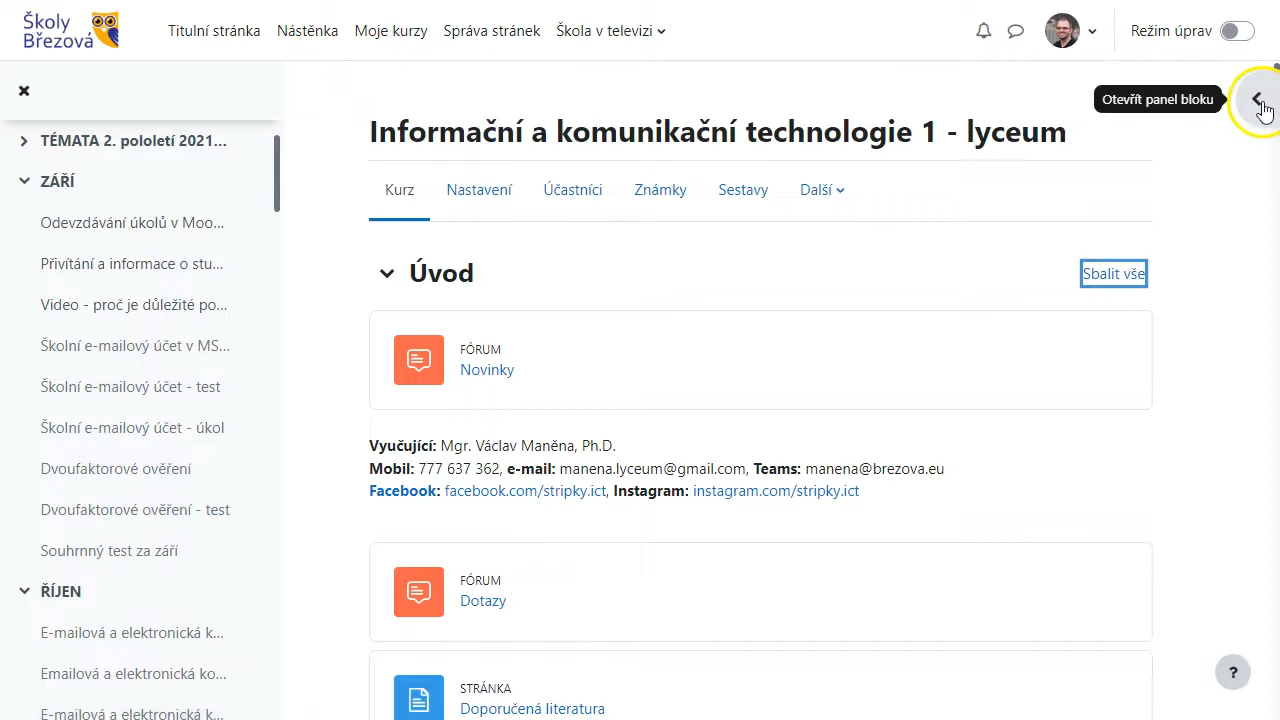 Školy
Březová
Titulní stránka
Nástěnka
Moje kurzy
Správa stránek
Škola v televizi
Režim úprav
Otevřít panel bloku
TÉMATA 2. pololetí 2021...
ZÁŘÍ
Odevzdávání úkolů v Moo...
Přivítání a informace o stu...
Video - proč je důležité po...
Školní e-mailový účet v MS...
Školní e-mailový účet - test
Školní e-mailový účet - úkol
Dvoufaktorové ověření
Dvoufaktorové ověření - test
Souhrnný test za září
ŘÍJEN
E-mailová a elektronická k...
Emailová a elektronická ko...
E-mailová a elektronická k...
Informační a komunikační technologie 1 - lyceum
Kurz
Nastavení
Účastníci
Známky
Sestavy
Další
Úvod
Sbalit vše
FÓRUM
Novinky
Vyučující: Mgr. Václav Maněna, Ph.D.
Mobil: 777 637 362, e-mail: manena.lyceum@gmail.com, Teams: manena@brezova.eu
Facebook: facebook.com/stripky.ict, Instagram: instagram.com/stripky.ict
FÓRUM
Dotazy
STRÁNKA
Doporučená literatura
?